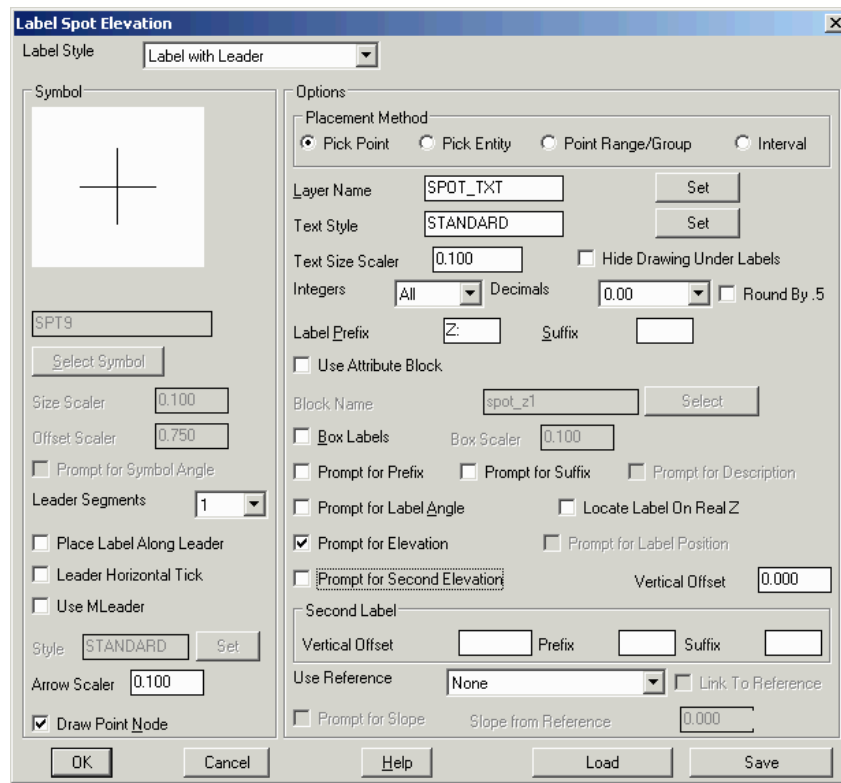 Label Spot Elevation
Label Style Label with Leader
Symbol
SPT9
Select Symbol
Size Scaler 0.100
Offset Scaler 0.750
Prompt for Symbol Angle
Leader Segments 1
Place Label Along Leader
Leader Horizontal Tick
Use MLeader
Style STANDARD Set
Arrow Scaler 0.100
Draw Point Node
Options
Placement Method
Pick Point Pick Entity Point Range/Group Interval
Layer Name SPOT_TXT Set
Text Style STANDARD Set
Text Size Scaler 0.100 Hide Drawing Under Labels
Integers All Decimals 0.00 Round By .5
Label Prefix Z: Suffix
Use Attribute Block
Block Name spot_z1 Select
Box Labels Box Scaler 0.100
Prompt for Prefix Prompt for Suffix Prompt for Description
Prompt for Label Angle Locate Label On Real Z
Prompt for Elevation Prompt for Label Position
Prompt for Second Elevation Vertical Offset 0.000
Second Label
Vertical Offset Prefix Suffix
Use Reference None Link To Reference
Prompt for Slope Slope from Reference 0.000
OK Cancel Help Load Save